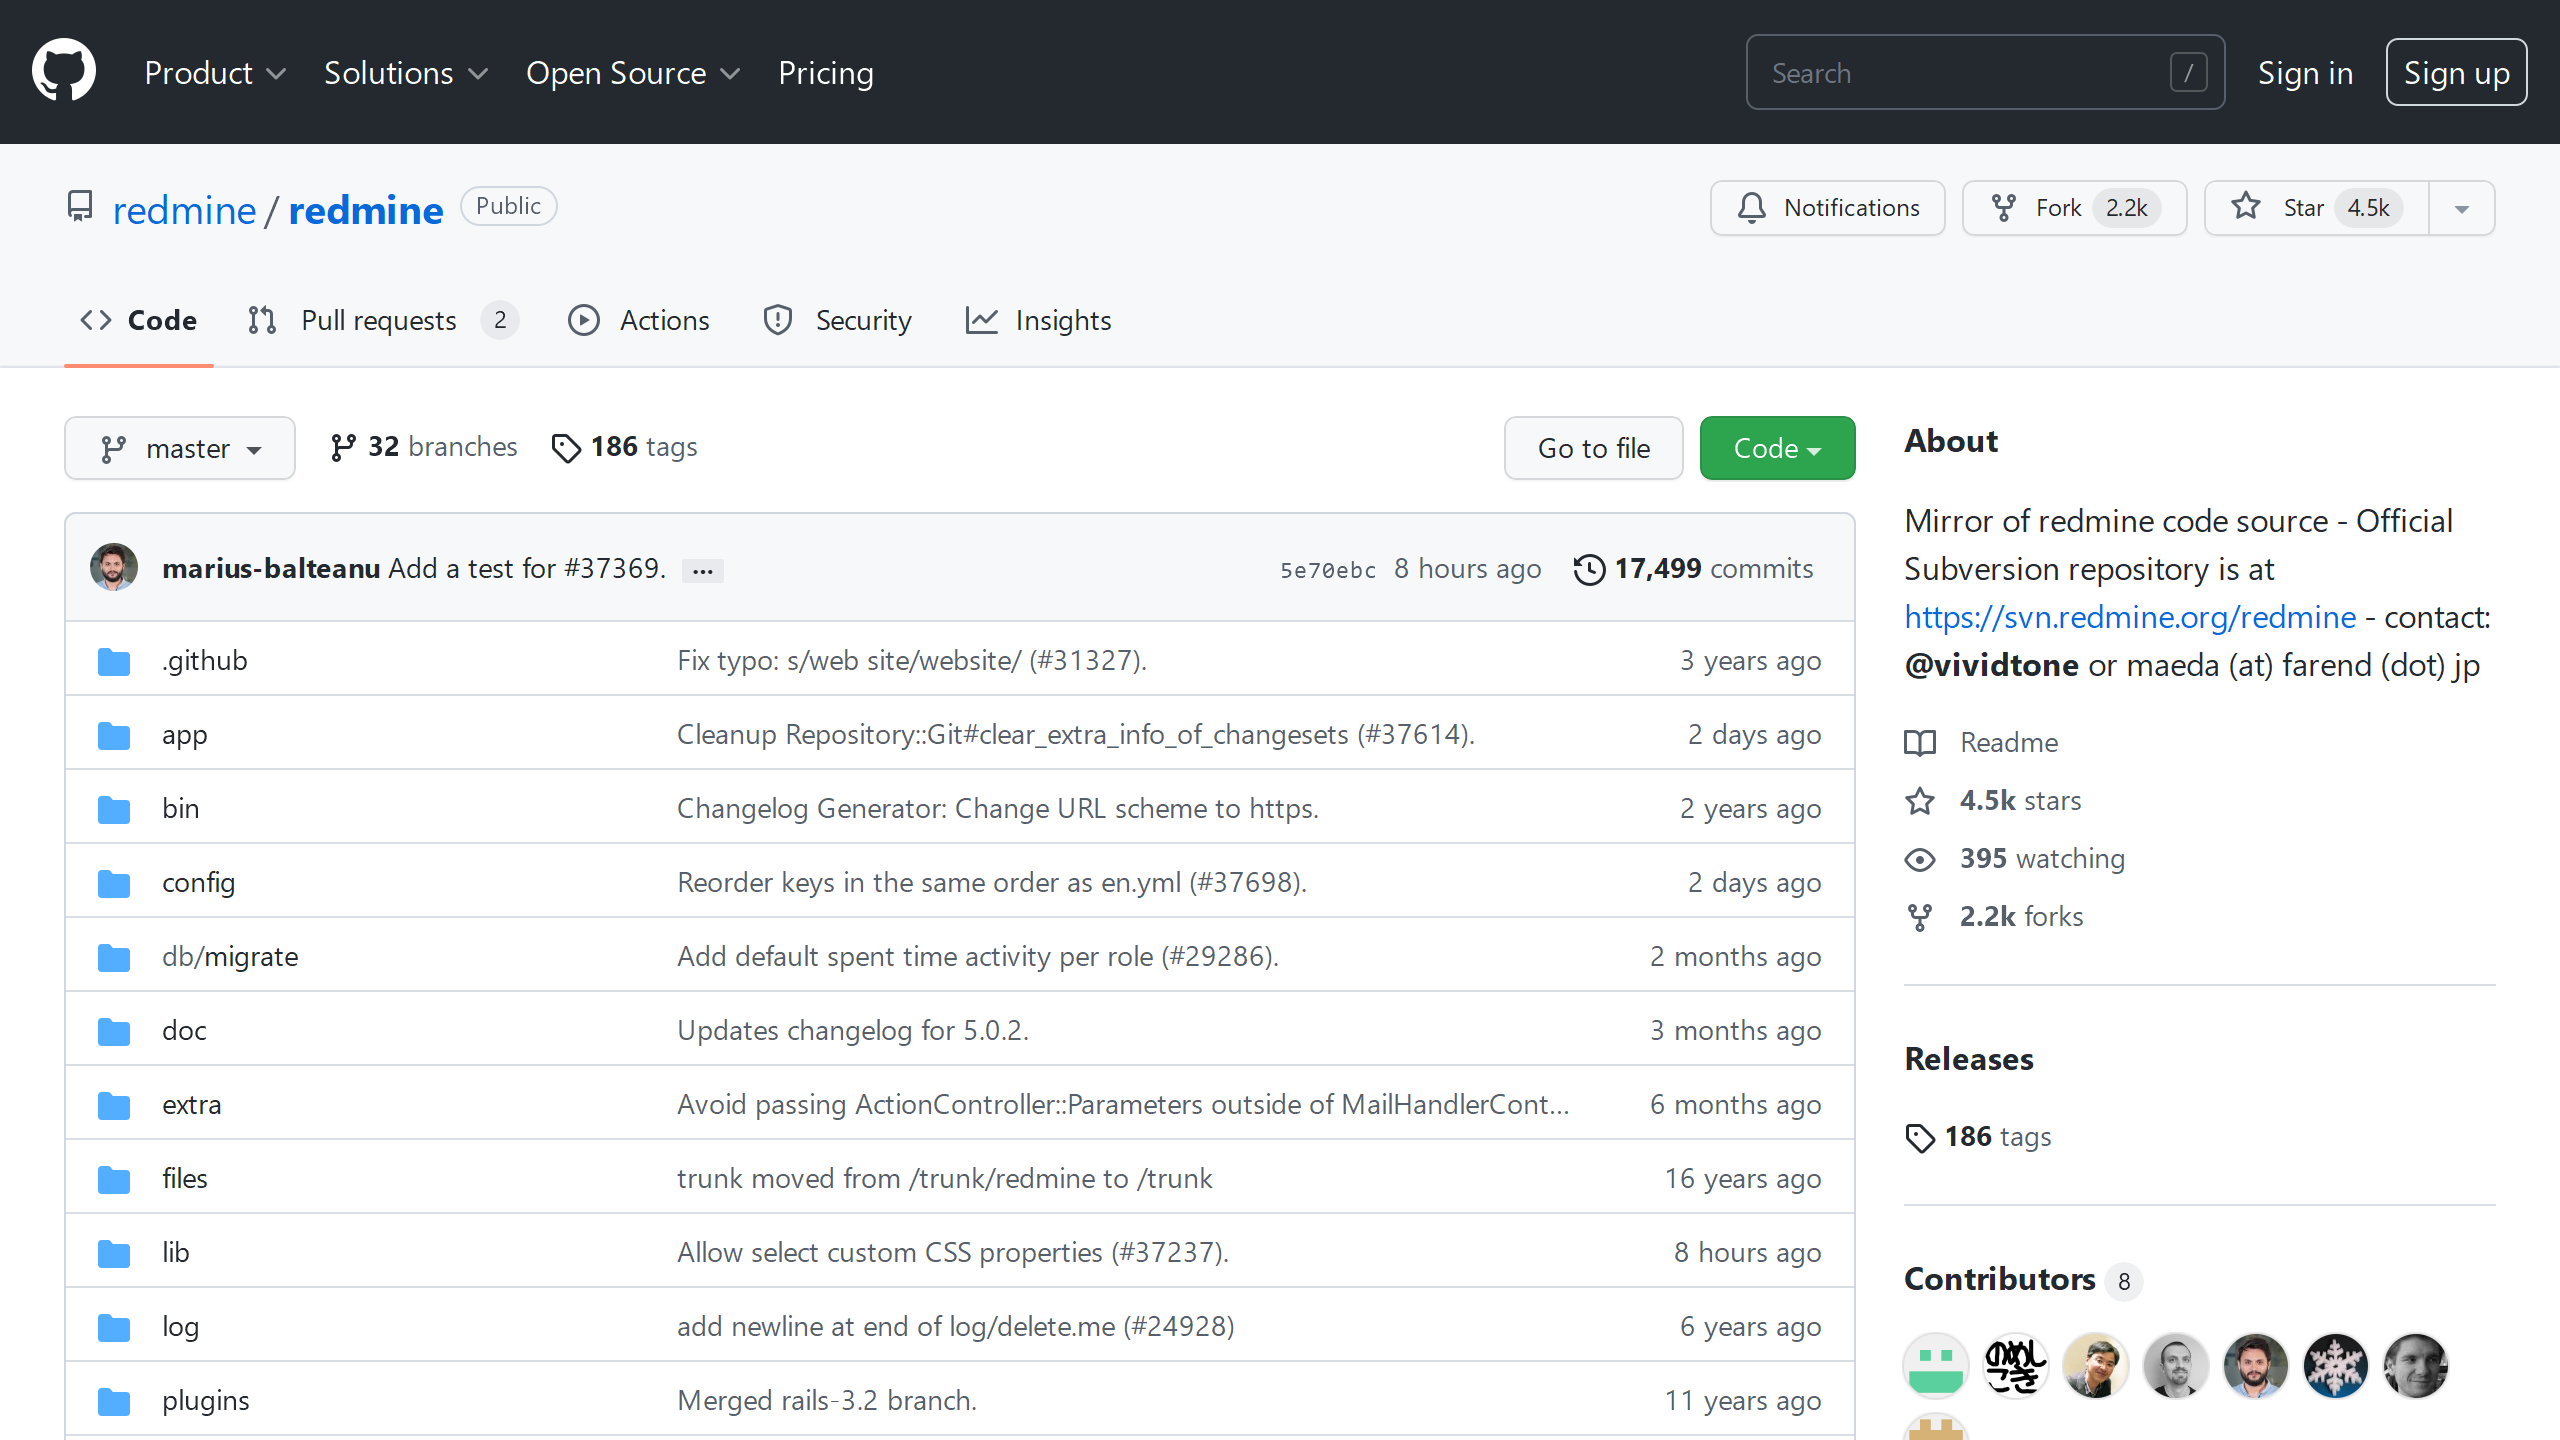 Product Solutions Open Source Pricing Search / Sign in Sign up
redmine / redmine Public Notifications Fork 2.2k Star 4.5k
Code Pull requests 2 Actions Security Insights
master 32 branches 186 tags Go to file Code
marius-balteanu Add a test for #37369. ... 5e70ebc 8 hours ago 17,499 commits
.github Fix typo: s/web site/website/ (#31327). 3 years ago
app Cleanup Repository::Git#clear_extra_info_of_changesets (#37614). 2 days ago
bin Changelog Generator: Change URL scheme to https. 2 years ago
config Reorder keys in the same order as en.yml (#37698). 2 days ago
db/migrate Add default spent time activity per role (#29286). 2 months ago
doc Updates changelog for 5.0.2. 3 months ago
extra Avoid passing ActionController::Parameters outside of MailHandlerCont... 6 months ago
files trunk moved from /trunk/redmine to /trunk 16 years ago
lib Allow select custom CSS properties (#37237). 8 hours ago
log add newline at end of log/delete.me (#24928) 6 years ago
plugins Merged rails-3.2 branch. 11 years ago
About
Mirror of redmine code source - Official
Subversion repository is at
https://svn.redmine.org/redmine - contact:
@vividtone or maeda (at) farend (dot) jp
Readme
4.5k stars
395 watching
2.2k forks
Releases
186 tags
Contributors 8